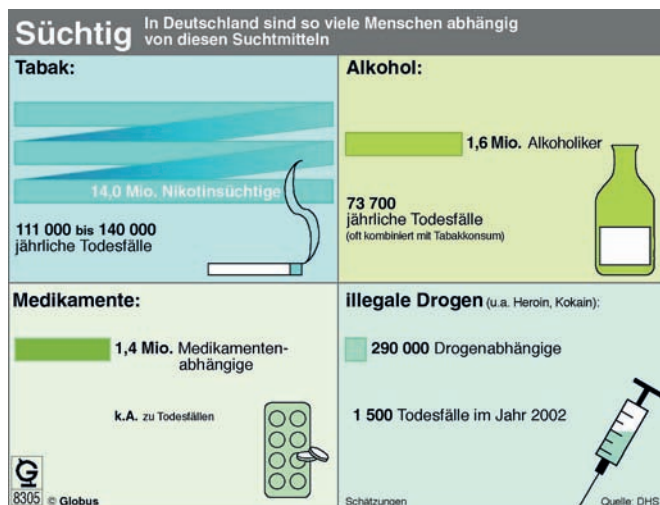 Süchtig
In Deutschland sind so viele Menschen abhängig
von diesen Suchtmitteln
Tabak:
14,0 Mio. Nikotinsüchtige
111 000 bis 140 000
jährliche Todesfälle
Alkohol:
1,6 Mio. Alkoholiker
73 700
jährliche Todesfälle
(oft kombiniert mit Tabakkonsum)
Medikamente:
1,4 Mio. Medikamenten-
abhängige
k.A. zu Todesfällen
8305 © Globus
illegale Drogen (u.a. Heroin, Kokain):
290 000 Drogenabhängige
1 500 Todesfälle im Jahr 2002
Schätzungen
Quelle: DHS